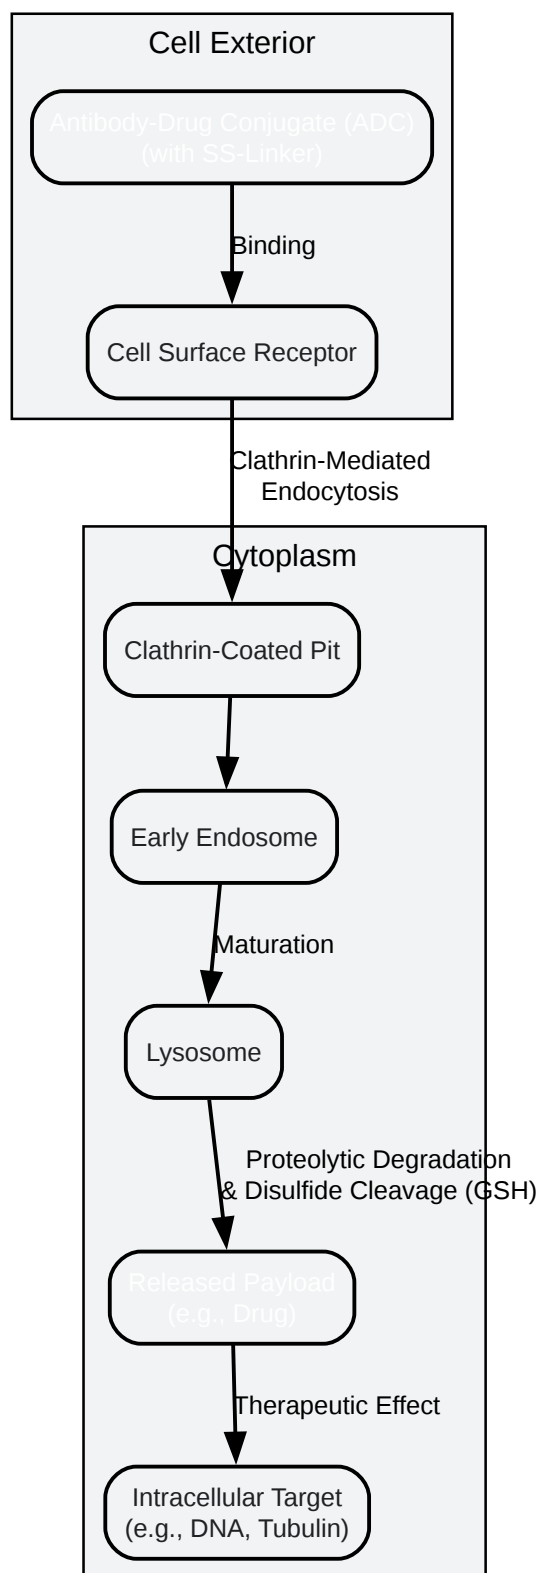 Cell Exterior
Antibody-Drug Conjugate (ADC)
(with SS-Linker)
Binding
Cell Surface Receptor
Clathrin-Mediated
Endocytosis
Cytoplasm
Clathrin-Coated Pit
Early Endosome
Maturation
Lysosome
Proteolytic Degradation
& Disulfide Cleavage (GSH)
Released Payload
(e.g., Drug)
Therapeutic Effect
Intracellular Target
(e.g., DNA, Tubulin)